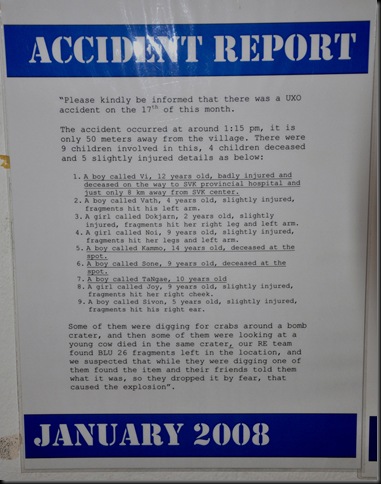 ACCIDENT REPORT
"Please kindly be informed that there was a UXO
accident on the 17th of this month.
The accident occurred at around 1:15 pm, it is
only 50 meters away from the village. There were
9 children involved in this, 4 children deceased
and 5 slightly injured details as below:
1. A boy called Vi, 12 years old, badly injured and
deceased on the way to SVK provincial hospital and
just only 8 km away from SVK center.
2. A boy called Vath, 4 years old, slightly injured,
fragments hit his left arm.
3. A girl called Dokjarn, 2 years old, slightly
injured, fragments hit her right leg and left arm.
4. A girl called Noi, 9 years old, slightly injured,
fragments hit her legs and left arm.
5. A boy called Kammo, 14 years old, deceased at the
spot.
6. A boy called Sone, 9 years old, deceased at the
spot.
7. A boy called TaNgae, 10 years old
8. A girl called Joy, 9 years old, slightly injured,
fragments hit her right cheek.
9. A boy called Sivon, 5 years old, slightly injured,
fragments hit his right ear.
Some of them were digging for crabs around a bomb
crater, and then some of them were looking at a
young cow died in the same crater, our RE team
found BLU 26 fragments left in the location, and
we suspected that while they were digging one of
them found the item and their friends told them
what it was, so they dropped it by fear, that
caused the explosion".
JANUARY 2008